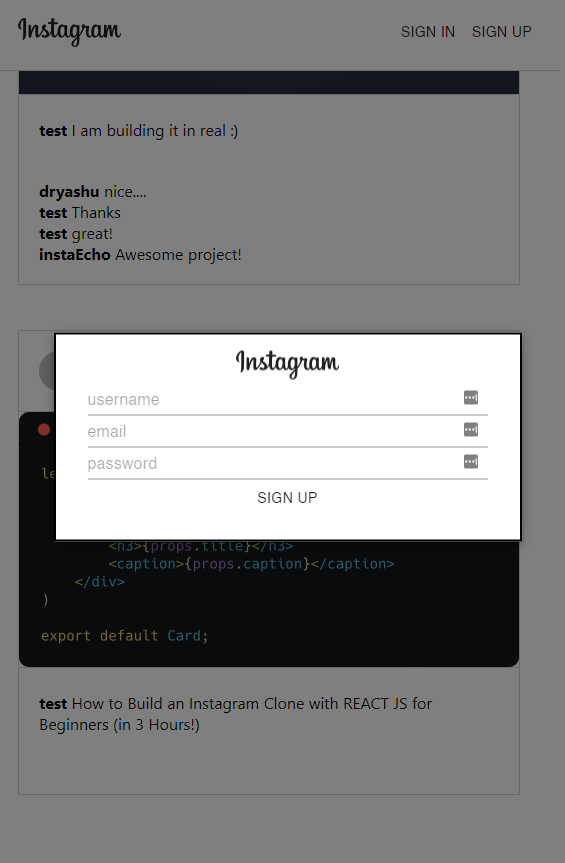 Instagram
SIGN IN SIGN UP
test I am building it in real :)
dryashu nice....
test Thanks
test great!
instaEcho Awesome project!
Instagram
username
email
password
SIGN UP
<h3>{props.title}</h3>
<caption>{props.caption}</caption>
</div>
)
export default Card;
test How to Build an Instagram Clone with REACT JS for
Beginners (in 3 Hours!)